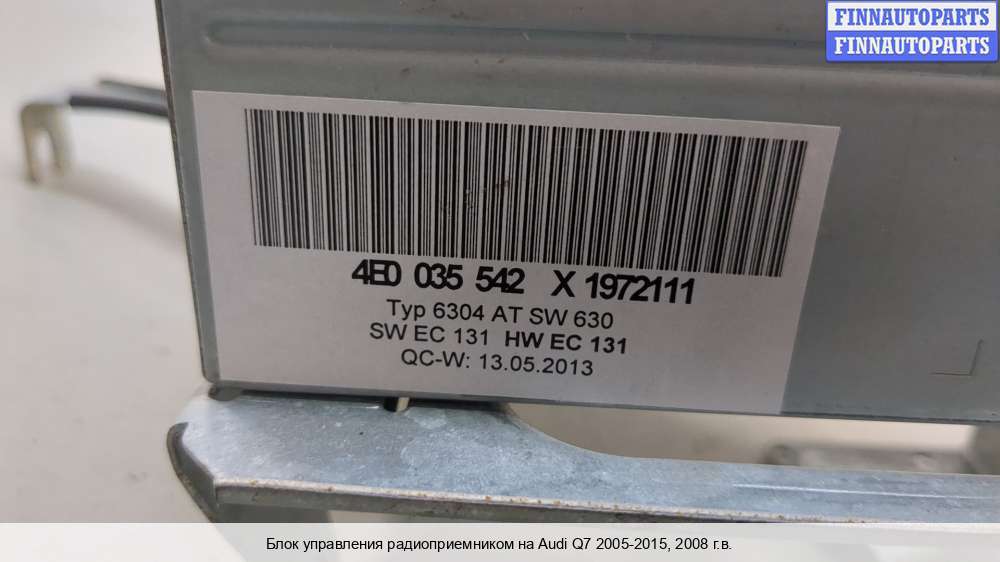 FINNAUTOPARTS
FINNAUTOPARTS
4E0 035 542 X 1972111
Typ 6304 AT SW 630
SW EC 131 HW EC 131
QC-W: 13.05.2013
Блок управления радиоприемником на Audi Q7 2005-2015, 2008 г.в.